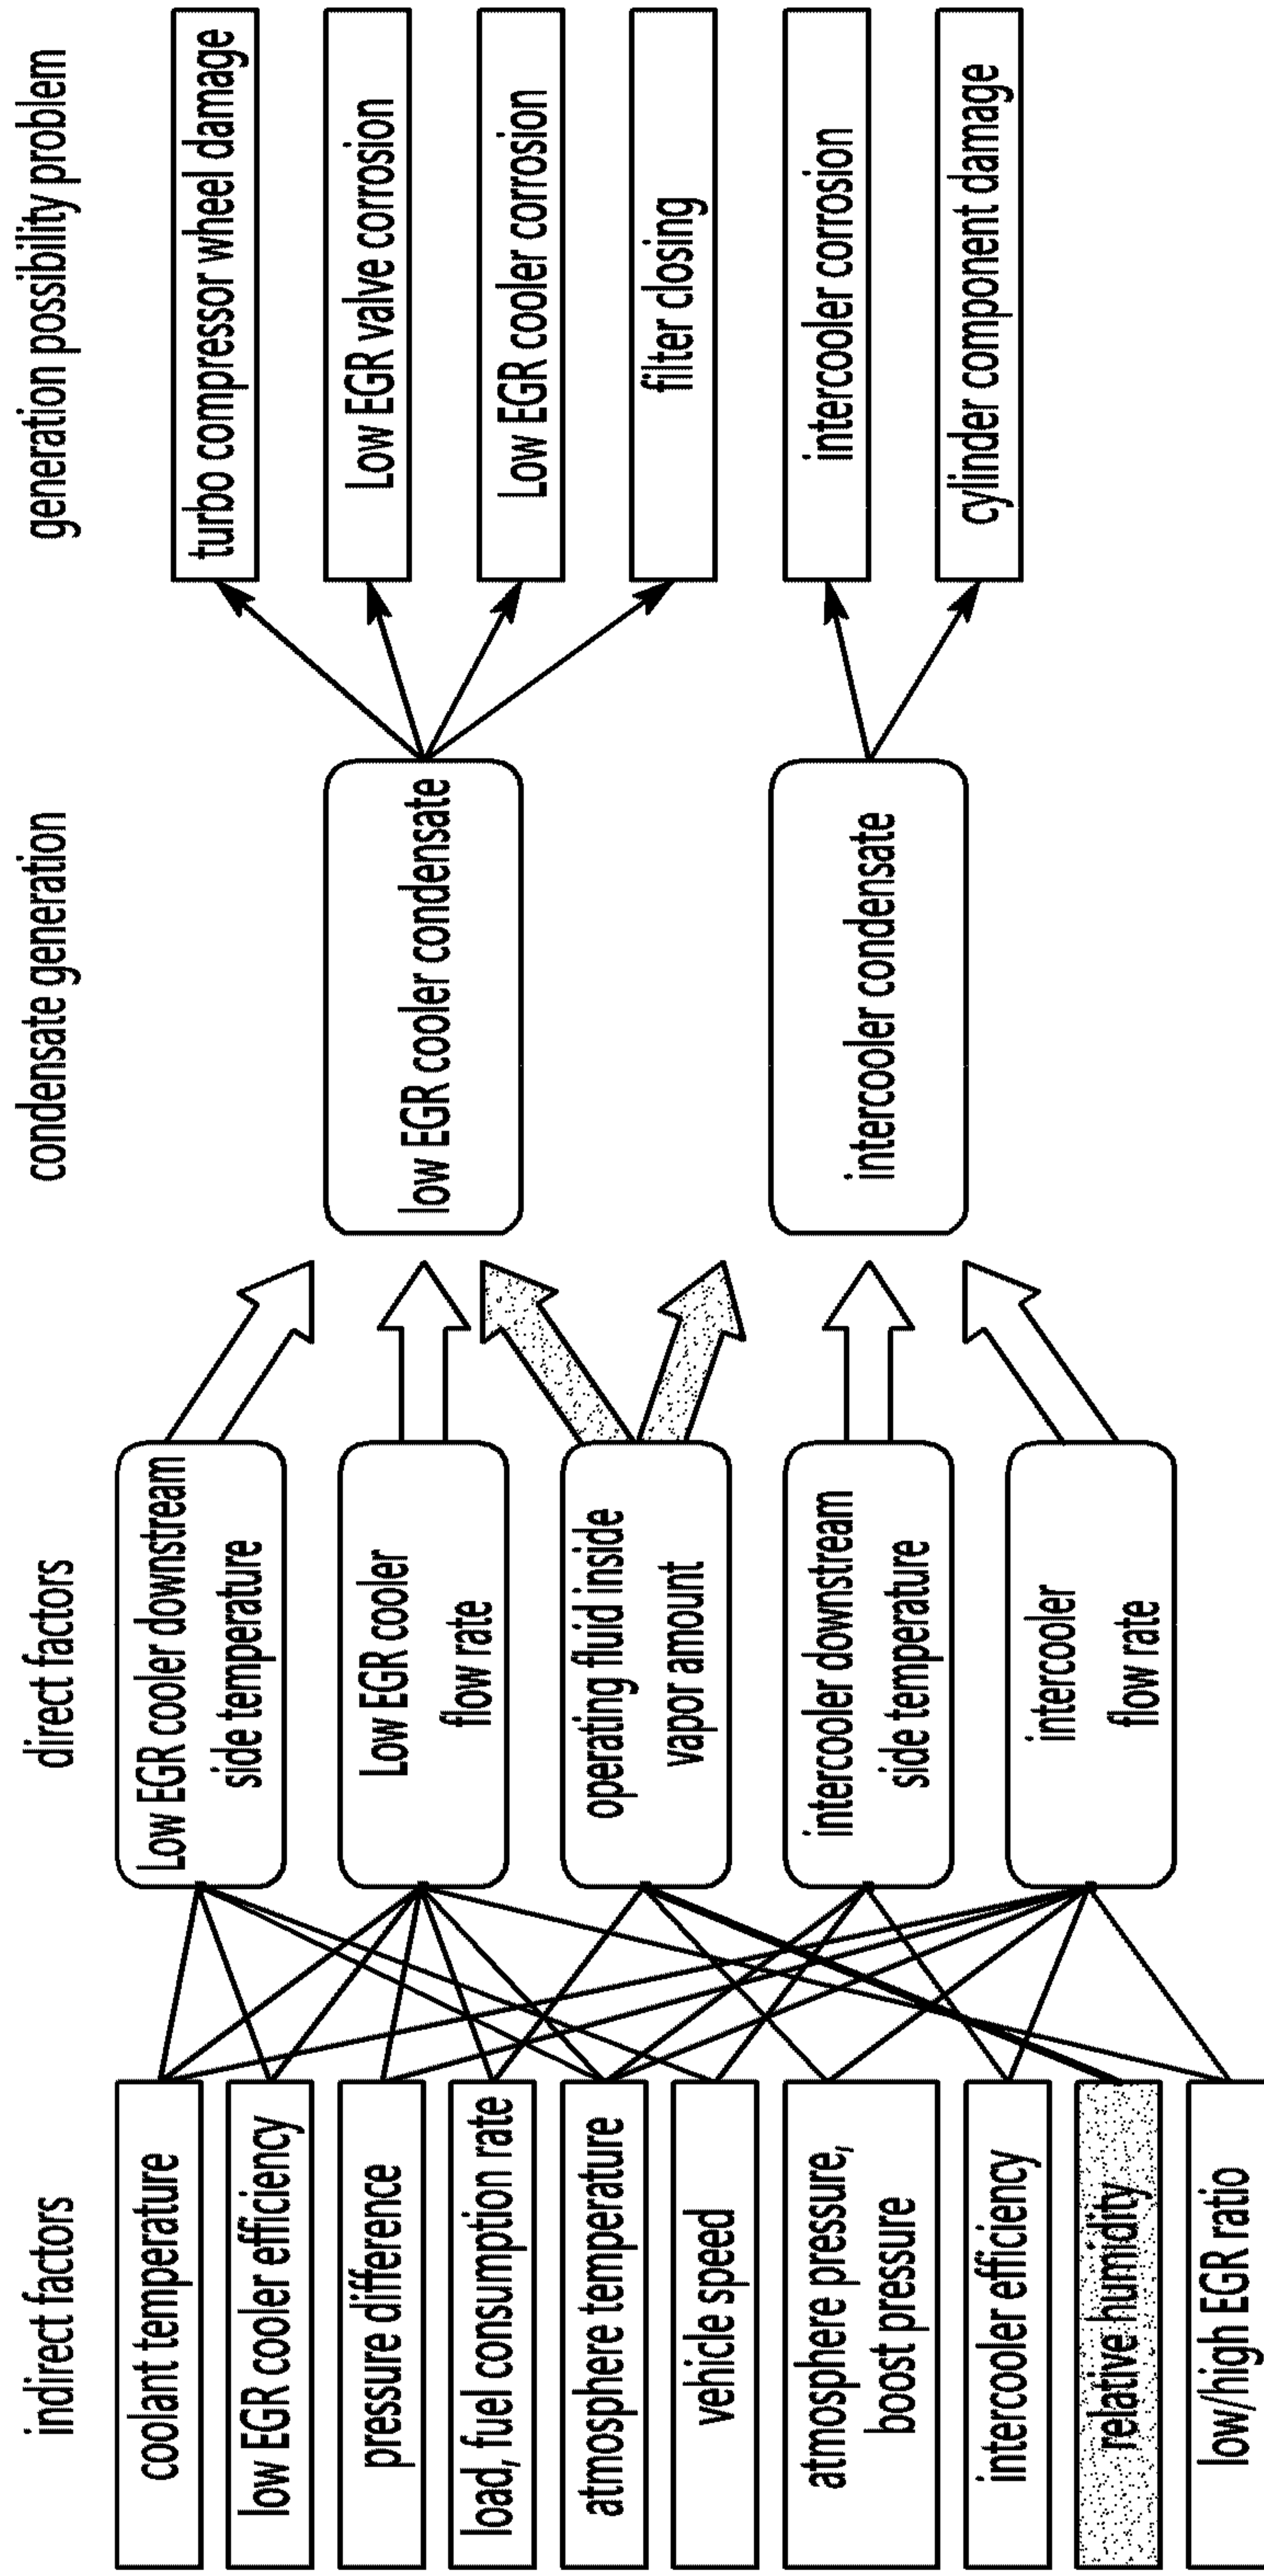 indirect factors
coolant temperature
low EGR cooler efficiency
pressure difference
load, fuel consumption rate
atmosphere temperature
vehicle speed
atmosphere pressure,
boost pressure
intercooler efficiency
relative humidity
low/high EGR ratio
direct factors
Low EGR cooler downstream
side temperature
Low EGR cooler
flow rate
operating fluid inside
vapor amount
intercooler downstream
side temperature
intercooler
flow rate
condensate generation
low EGR cooler condensate
intercooler condensate
generation possibility problem
turbo compressor wheel damage
Low EGR valve corrosion
Low EGR cooler corrosion
filter closing
intercooler corrosion
cylinder component damage